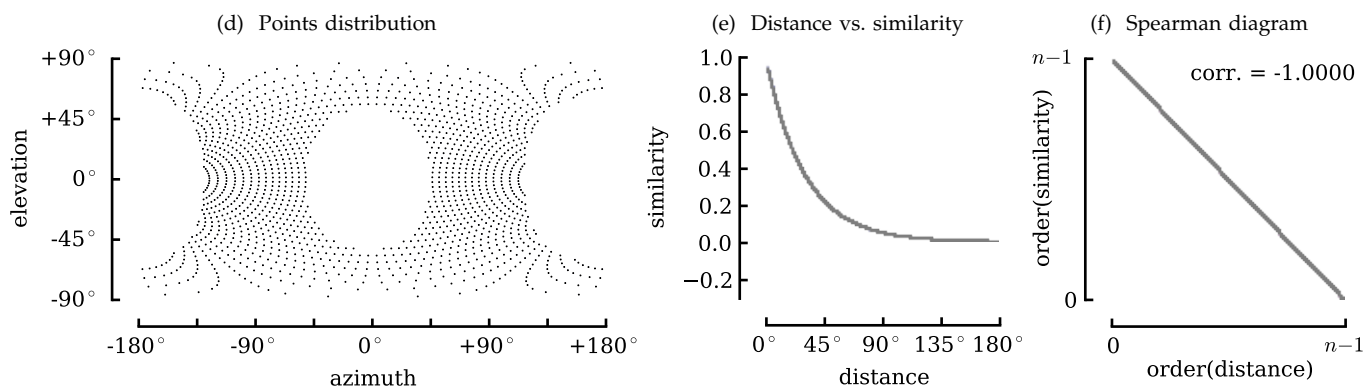 (d) Points distribution
+90°
+45°
0°
-45°
-90°
elevation
-180°
-90°
0°
+90°
+180°
azimuth
(e) Distance vs. similarity
1.0
0.8
0.6
0.4
0.2
0.0
−0.2
similarity
0°
45°
90°
135°
180°
distance
(f) Spearman diagram
n−1
0
order(similarity)
corr. = -1.0000
0
n−1
order(distance)